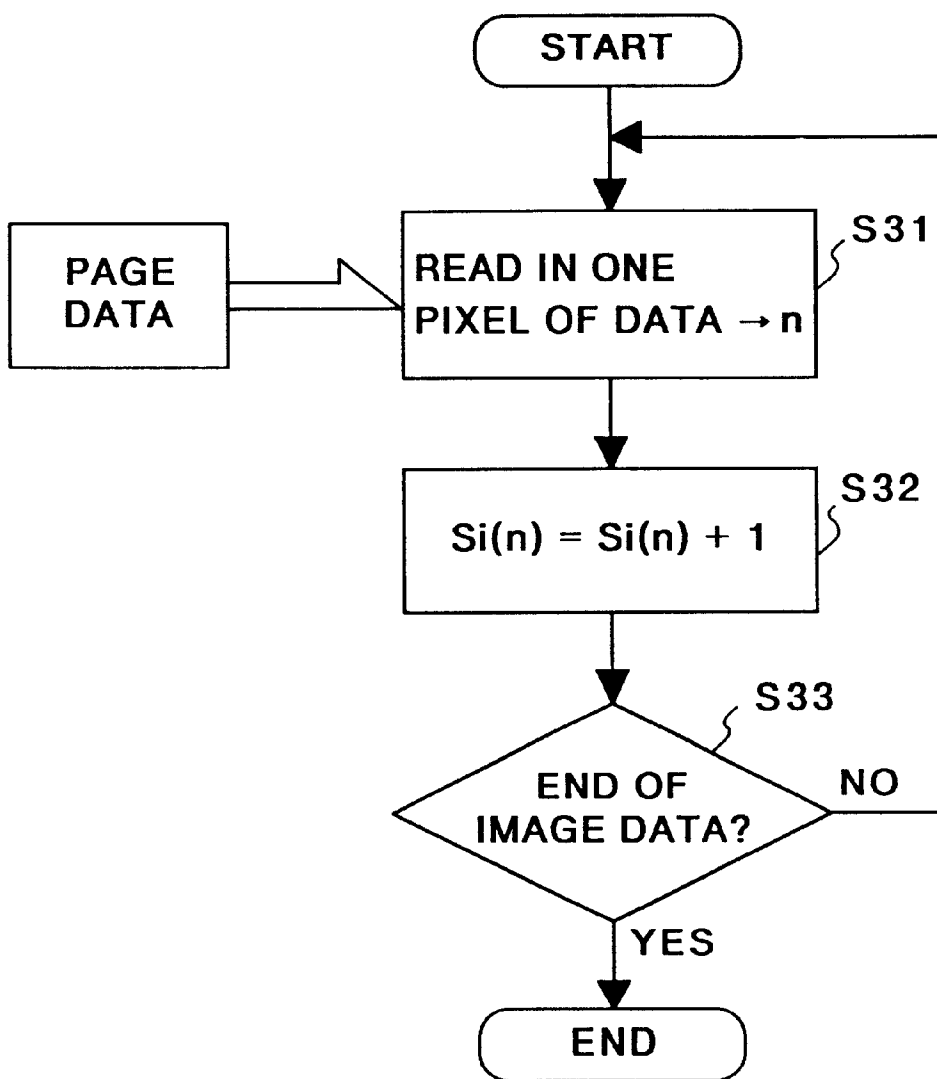 START
S31
PAGE
DATA
READ IN ONE
PIXEL OF DATA → n
S32
Si(n) = Si(n) + 1
S33
END OF
IMAGE DATA?
NO
YES
END